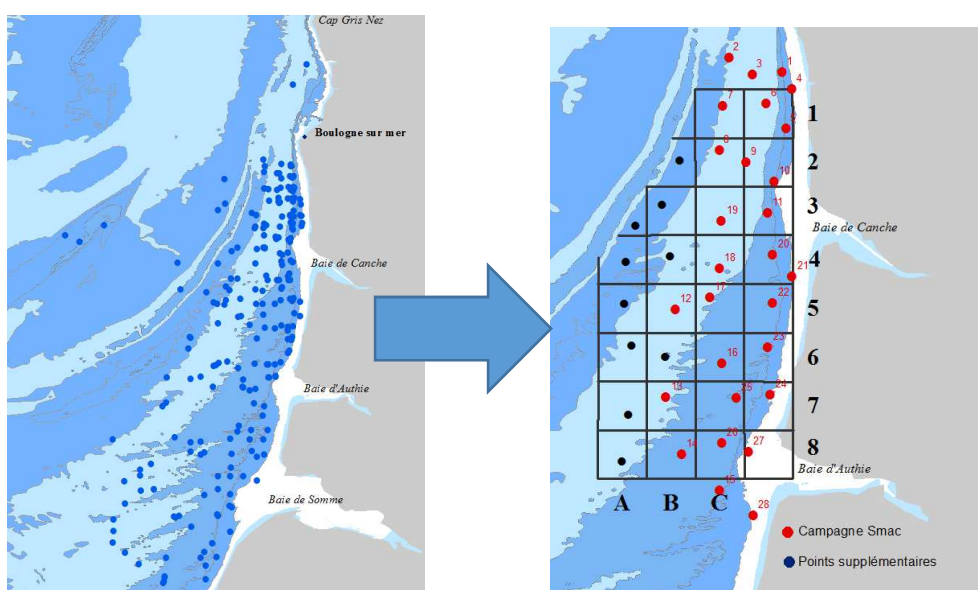 Cap Gris Nez
Boulogne sur mer
Baie de Canche
Baie d'Authie
Baie de Somme
2
3
1
4
7
6
1
8
9
2
10
3
19
11
Baie de Canche
20
4
18
21
17
12
22
5
23
16
6
13
25
24
7
26
27
8
14
Baie d'Authie
15
A
B
C
28
Campagne Smac
Points supplémentaires